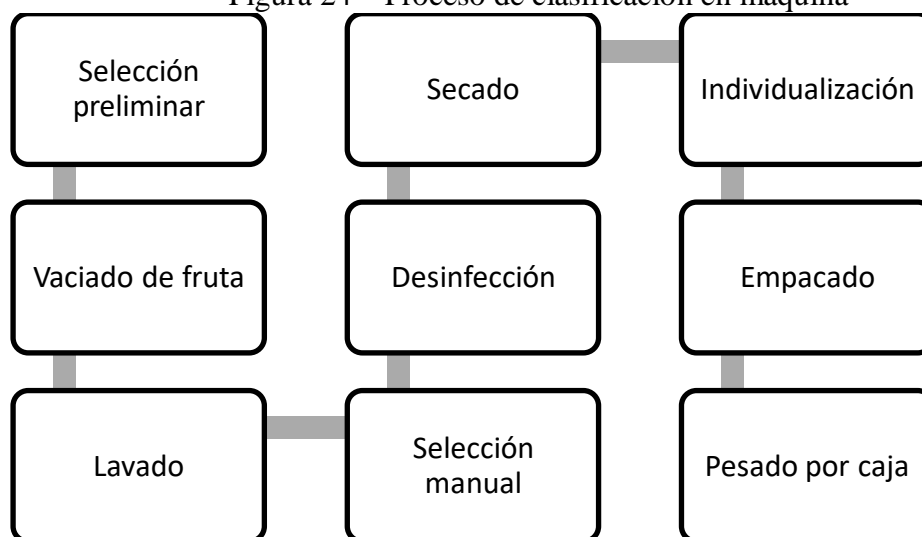 Figura 24 – Proceso de clasificación en máquina
Selección
preliminar
Vaciado de fruta
Lavado
Selección
manual
Desinfección
Secado
Individualización
Empacado
Pesado por caja